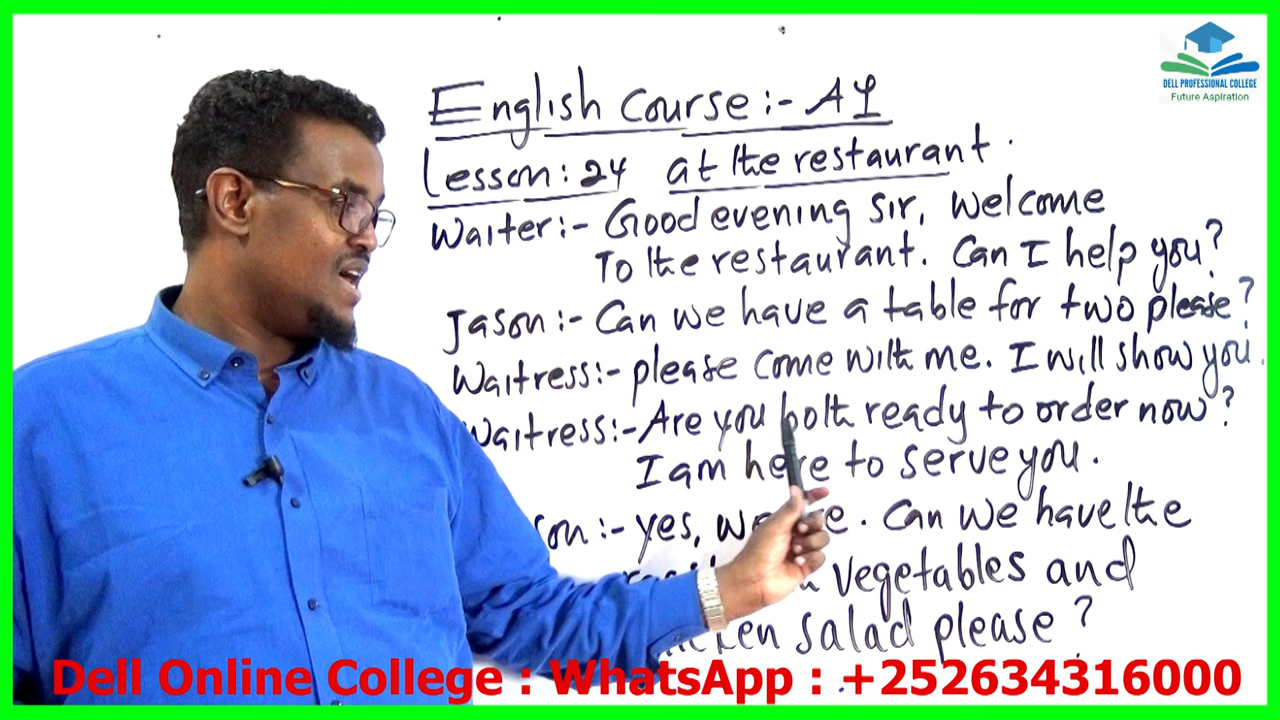 DELL PROFESSIONAL COLLEGE
Future Aspiration
English Course:- A1
Lesson: 24 at the restaurant.
Waiter:- Good evening sir, Welcome
To the restaurant. Can I help you?
Jason:- Can we have a table for two please?
Waitress:- please come with me. I will show you.
Waitress:- Are you both ready to order now?
I am here to serve you.
yes, Can we have the
vegetables and
salad please?
Dell Online College : WhatsApp : +252634316000